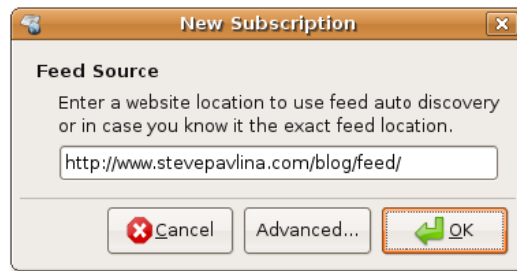 New Subscription
Feed Source
Enter a website location to use feed auto discovery
or in case you know it the exact feed location.
http://www.stevepavlina.com/blog/feed/
Cancel
Advanced...
OK